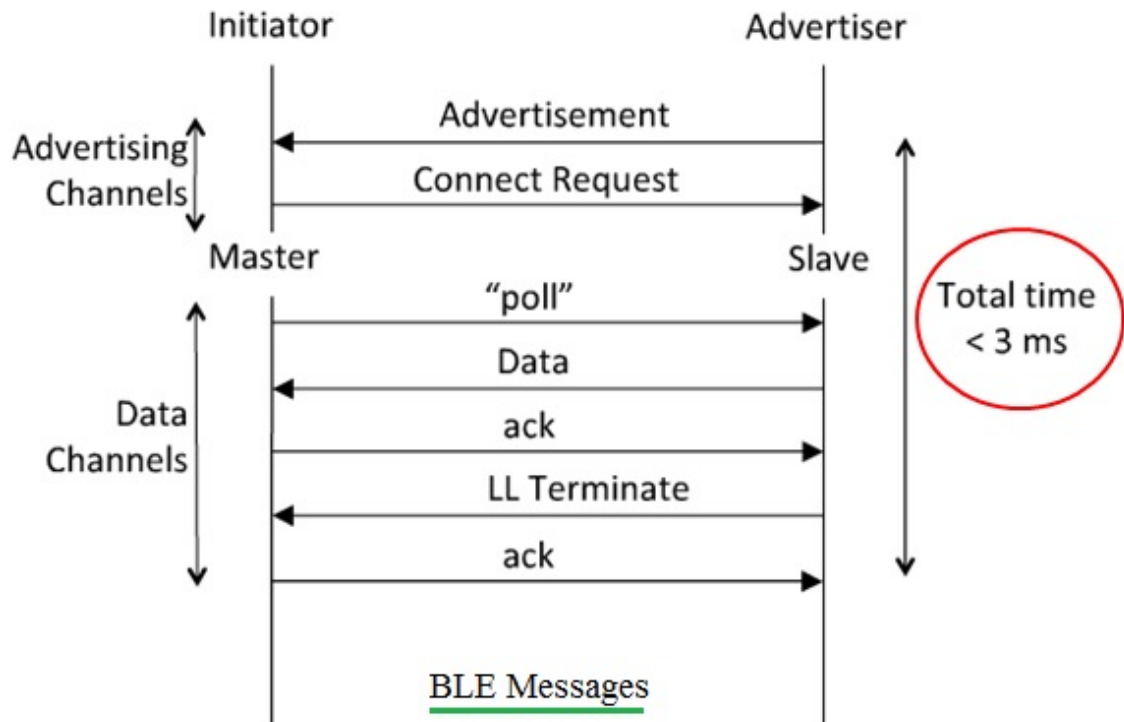 Initiator
Advertiser
Advertisement
Advertising
Channels
Connect Request
Master
Slave
“poll”
Total time
< 3 ms
Data
Data
Channels
ack
LL Terminate
ack
BLE Messages